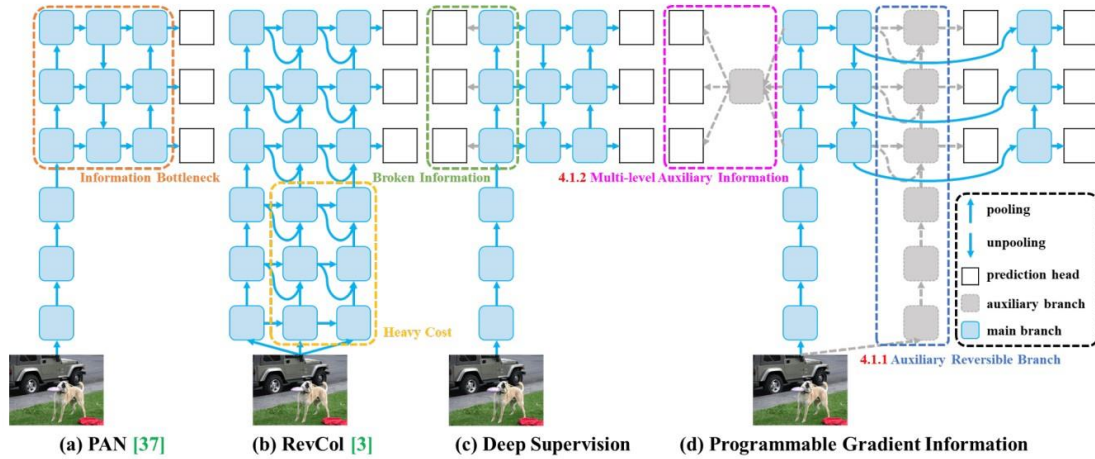 Information Bottleneck
Broken Information
4.1.2 Multi-level Auxiliary Information
Heavy Cost
pooling
unpooling
prediction head
auxiliary branch
main branch
4.1.1 Auxiliary Reversible Branch
(a) PAN [37]
(b) RevCol [3]
(c) Deep Supervision
(d) Programmable Gradient Information